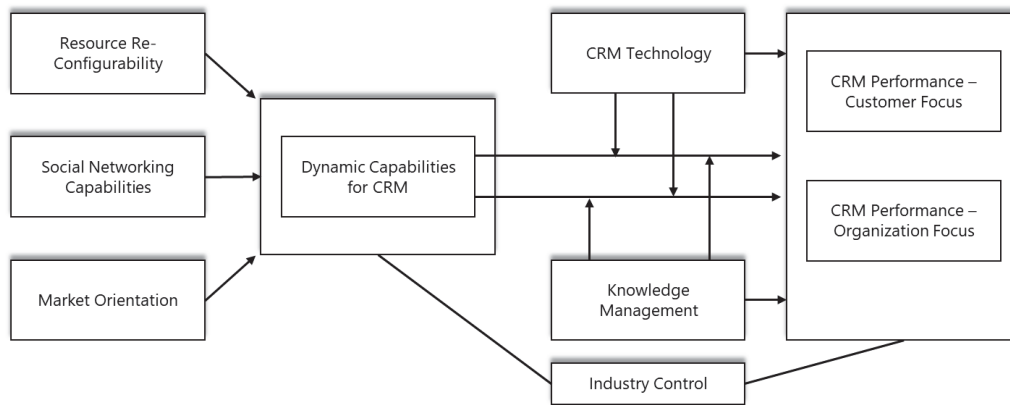 Resource Re-
Configurability
Social Networking
Capabilities
Market Orientation
Dynamic Capabilities
for CRM
CRM Technology
Knowledge
Management
Industry Control
CRM Performance –
Customer Focus
CRM Performance –
Organization Focus